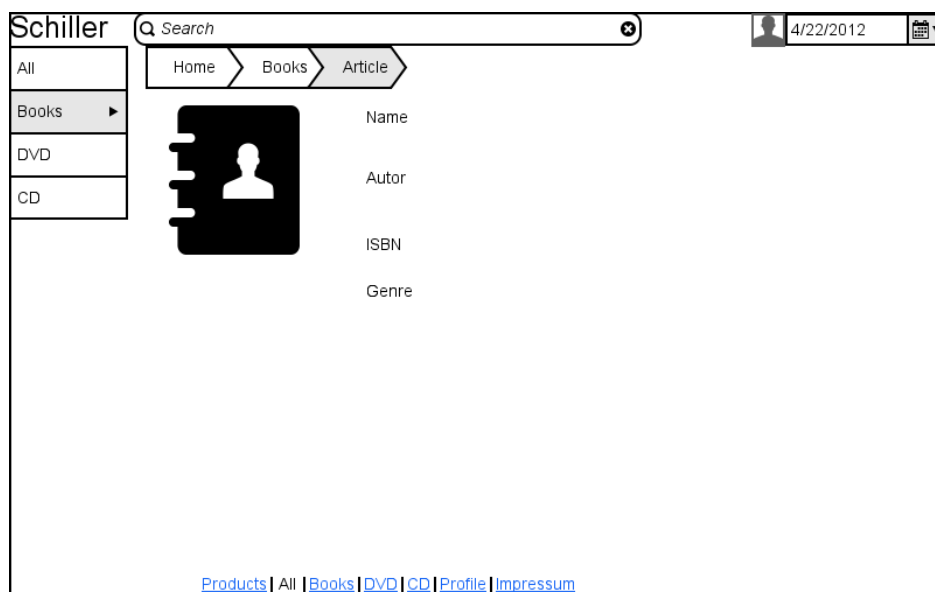 Schiller
Search
4/22/2012
All
Books
DVD
CD
Home Books Article
Name
Autor
ISBN
Genre
Products | All | Books | DVD | CD | Profile | Impressum